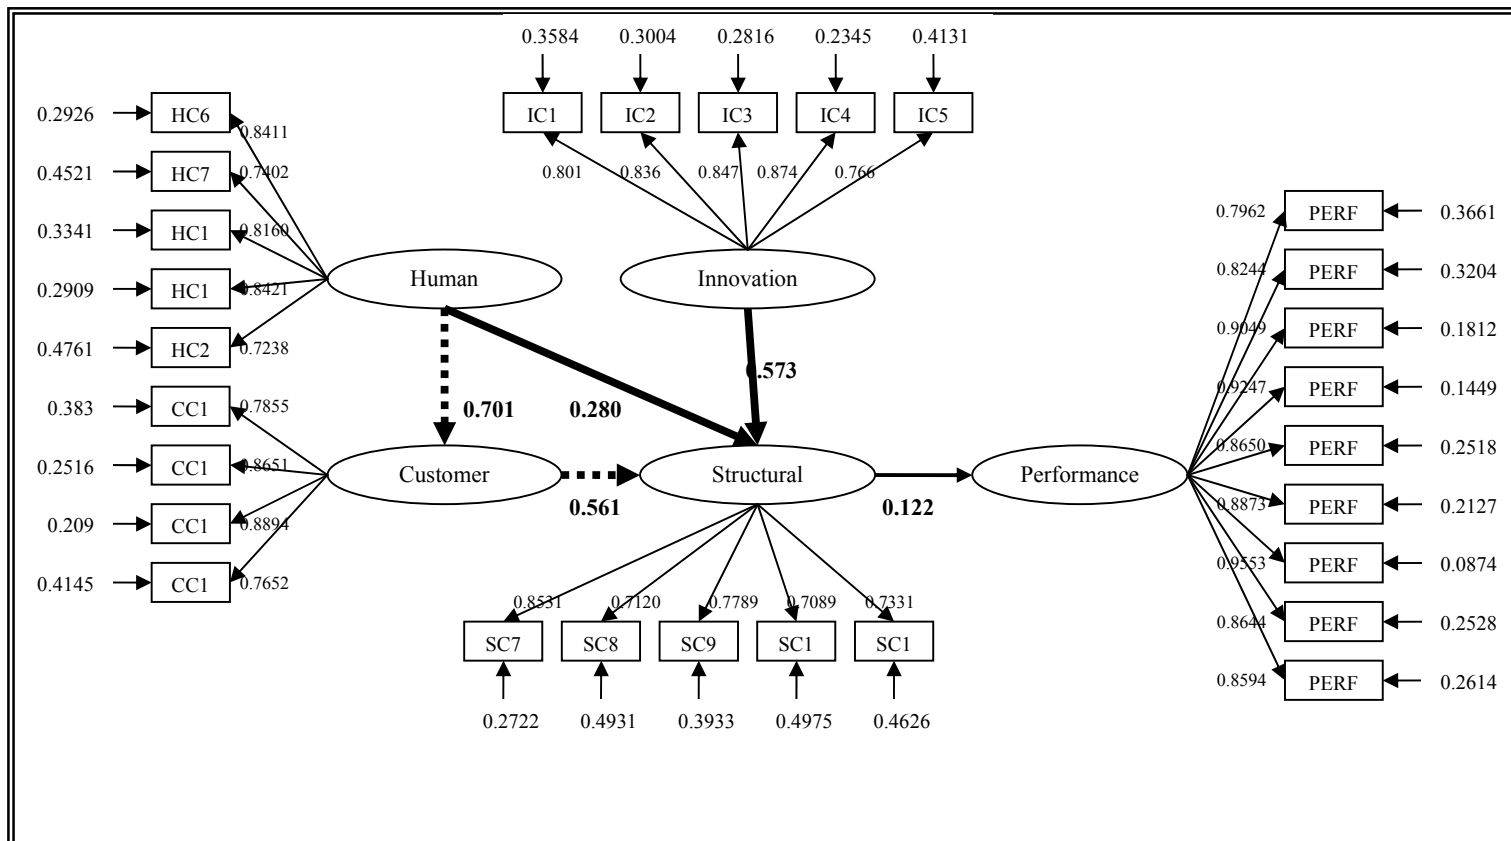 0.3584 0.3004 0.2816 0.2345 0.4131
IC1 IC2 IC3 IC4 IC5
0.801 0.836 0.847 0.874 0.766
0.2926 HC6 0.8411
0.4521 HC7 0.7402
0.3341 HC1 0.8160
0.2909 HC1 0.8421
0.4761 HC2 0.7238
Human
Innovation
0.573
0.701
0.280
0.383 CC1 0.7855
0.2516 CC1 0.8651
0.209 CC1 0.8894
0.4145 CC1 0.7652
Customer
0.561
Structural
0.122
Performance
0.8531 0.7120 0.7789 0.7089 0.7331
SC7 SC8 SC9 SC1 SC1
0.2722 0.4931 0.3933 0.4975 0.4626
0.7962 PERF 0.3661
0.8244 PERF 0.3204
0.9049 PERF 0.1812
0.9247 PERF 0.1449
0.8650 PERF 0.2518
0.8873 PERF 0.2127
0.9553 PERF 0.0874
0.8644 PERF 0.2528
0.8594 PERF 0.2614